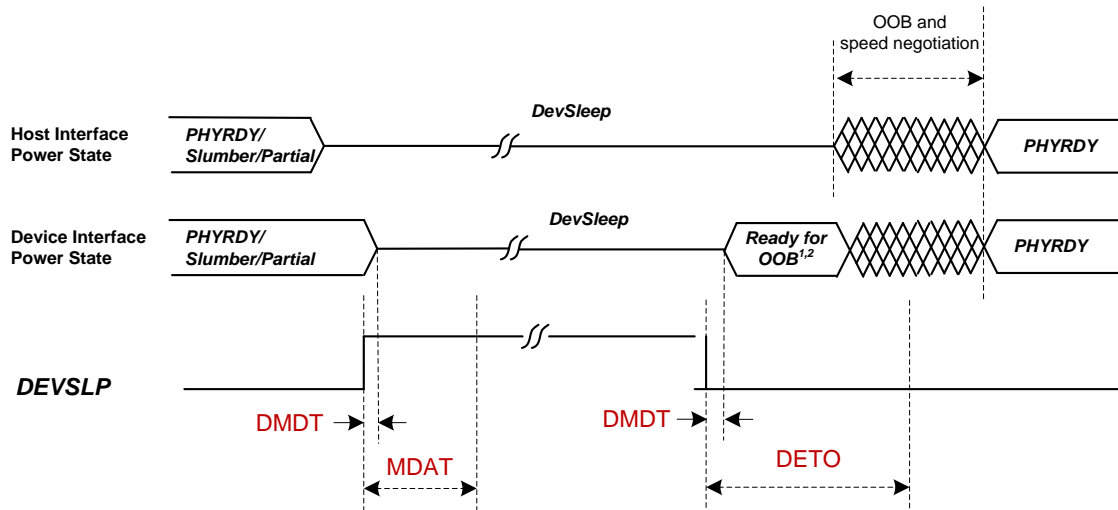 OOB and
speed negotiation
DevSleep
Host Interface
Power State
PHYRDY/
Slumber/Partial
PHYRDY
DevSleep
Device Interface
Power State
PHYRDY/
Slumber/Partial
Ready for
OOB1,2
PHYRDY
DEVSLP
DMDT
DMDT
MDAT
DETO